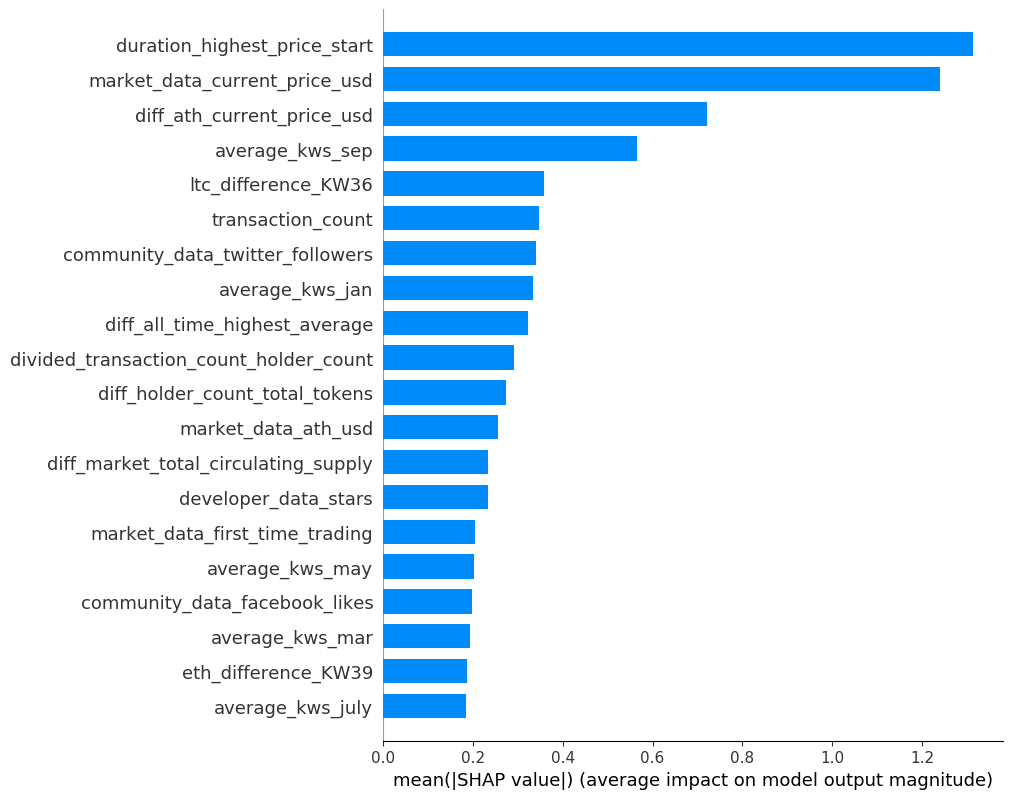 duration_highest_price_start
market_data_current_price_usd
diff_ath_current_price_usd
average_kws_sep
ltc_difference_KW36
transaction_count
community_data_twitter_followers
average_kws_jan
diff_all_time_highest_average
divided_transaction_count_holder_count
diff_holder_count_total_tokens
market_data_ath_usd
diff_market_total_circulating_supply
developer_data_stars
market_data_first_time_trading
average_kws_may
community_data_facebook_likes
average_kws_mar
eth_difference_KW39
average_kws_july
0.0 0.2 0.4 0.6 0.8 1.0 1.2
mean(|SHAP value|) (average impact on model output magnitude)